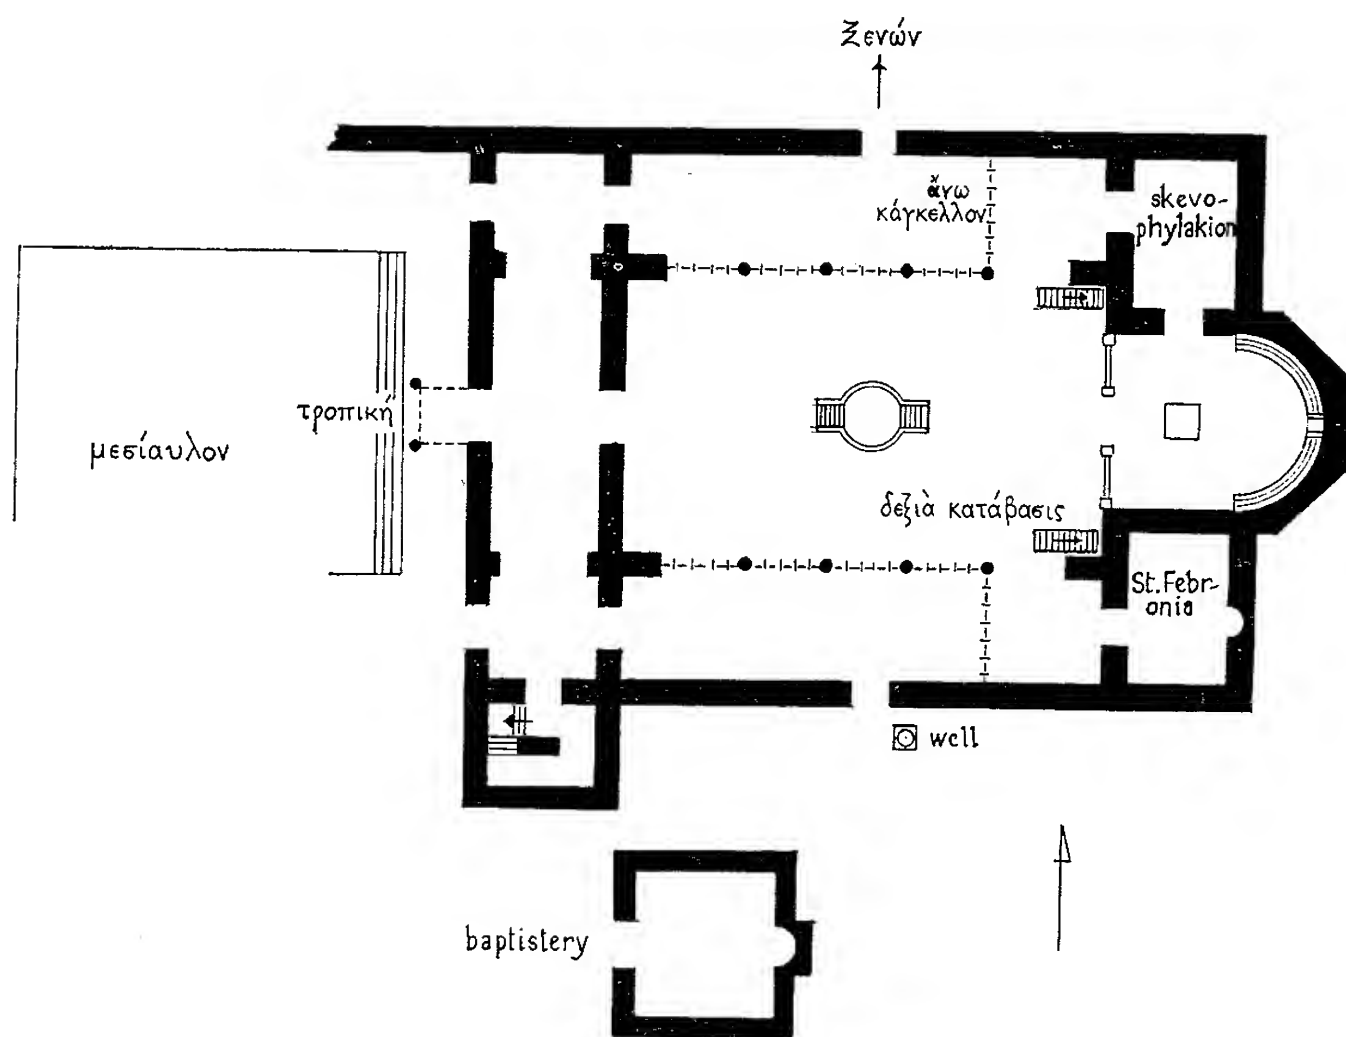 Ξενών
ἄνω
κάγκελλον
skevo-
phylakion
τροπική
μεσίαυλον
δεξιὰ κατάβασις
St. Febr-
onia
well
baptistery